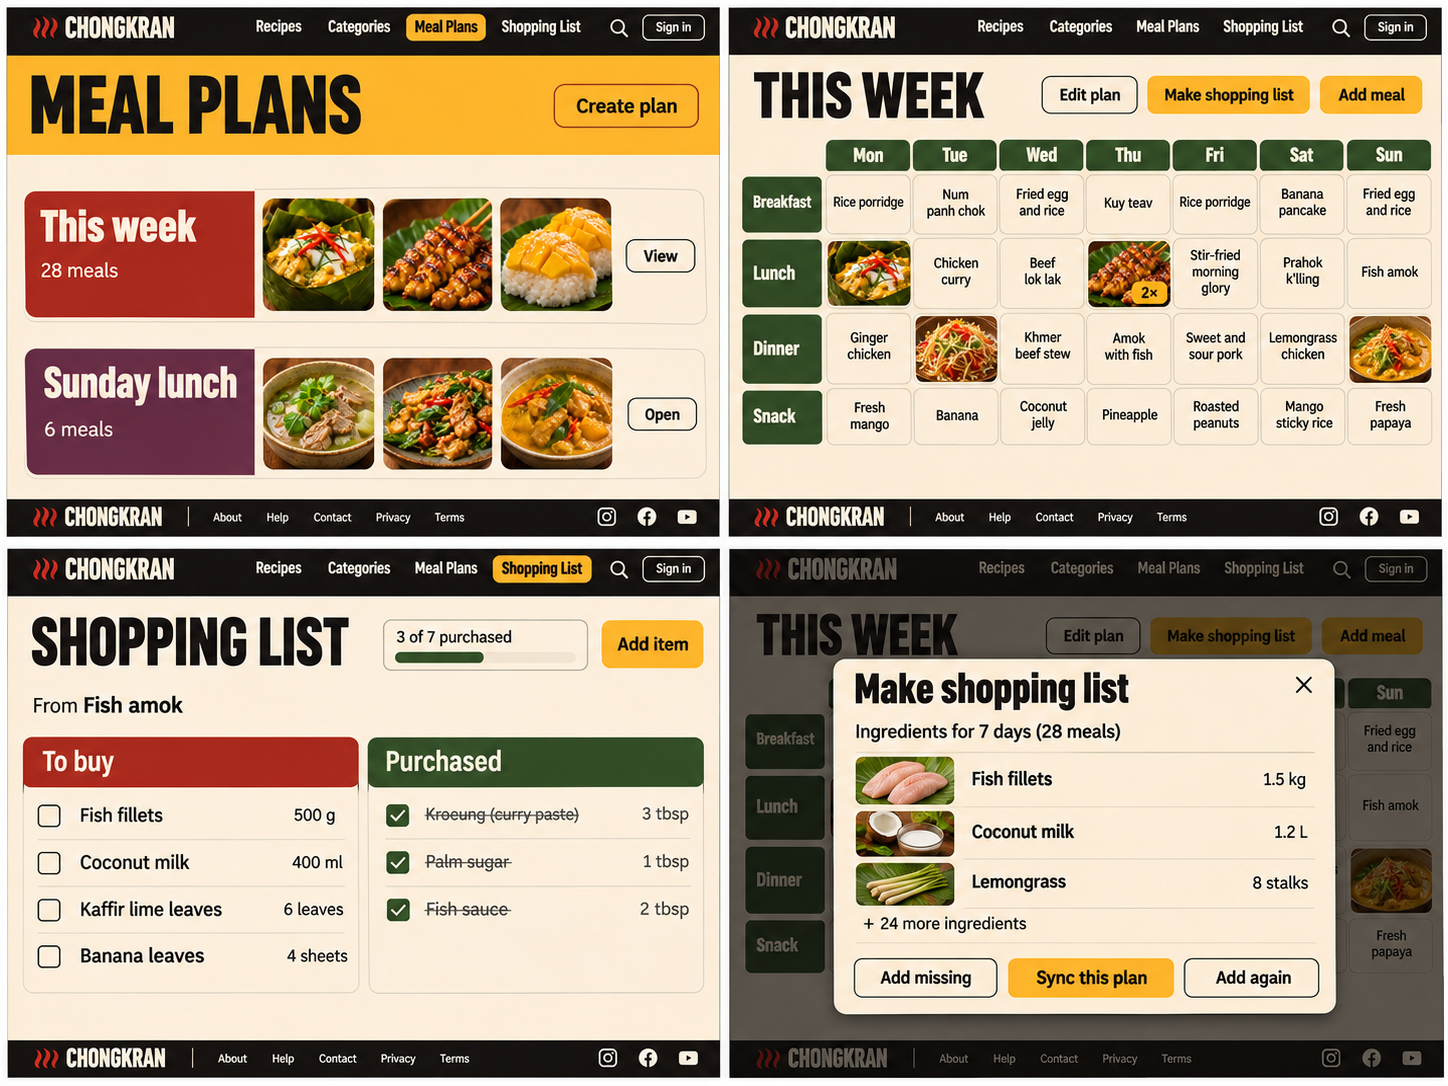 CHONGKRAN
Recipes
Categories
Meal Plans
Shopping List
Sign in
MEAL PLANS
Create plan
This week
28 meals
View
Sunday lunch
6 meals
Open
CHONGKRAN
About
Help
Contact
Privacy
Terms
CHONGKRAN
Recipes
Categories
Meal Plans
Shopping List
Sign in
THIS WEEK
Edit plan
Make shopping list
Add meal
Mon
Tue
Wed
Thu
Fri
Sat
Sun
Breakfast
Rice porridge
Num
panh chok
Fried egg
and rice
Kuy teav
Rice porridge
Banana
pancake
Fried egg
and rice
Lunch
Chicken
curry
Beef
lok lak
2×
Stir-fried
morning
glory
Prahok
k'lling
Fish amok
Dinner
Ginger
chicken
Khmer
beef stew
Amok
with fish
Sweet and
sour pork
Lemongrass
chicken
Snack
Fresh
mango
Banana
Coconut
jelly
Pineapple
Roasted
peanuts
Mango
sticky rice
Fresh
papaya
CHONGKRAN
About
Help
Contact
Privacy
Terms
CHONGKRAN
Recipes
Categories
Meal Plans
Shopping List
Sign in
SHOPPING LIST
3 of 7 purchased
Add item
From Fish amok
To buy
Fish fillets 500 g
Coconut milk 400 ml
Kaffir lime leaves 6 leaves
Banana leaves 4 sheets
Purchased
Kroeung (curry paste) 3 tbsp
Palm sugar 1 tbsp
Fish sauce 2 tbsp
CHONGKRAN
About
Help
Contact
Privacy
Terms
CHONGKRAN
Recipes
Categories
Meal Plans
Shopping List
Sign in
THIS WEEK
Edit plan
Make shopping list
Add meal
Sun
Breakfast
Fried egg
and rice
Lunch
Fish amok
Dinner
Snack
Fresh
papaya
Make shopping list
Ingredients for 7 days (28 meals)
Fish fillets 1.5 kg
Coconut milk 1.2 L
Lemongrass 8 stalks
+ 24 more ingredients
Add missing
Sync this plan
Add again
CHONGKRAN
About
Help
Contact
Privacy
Terms